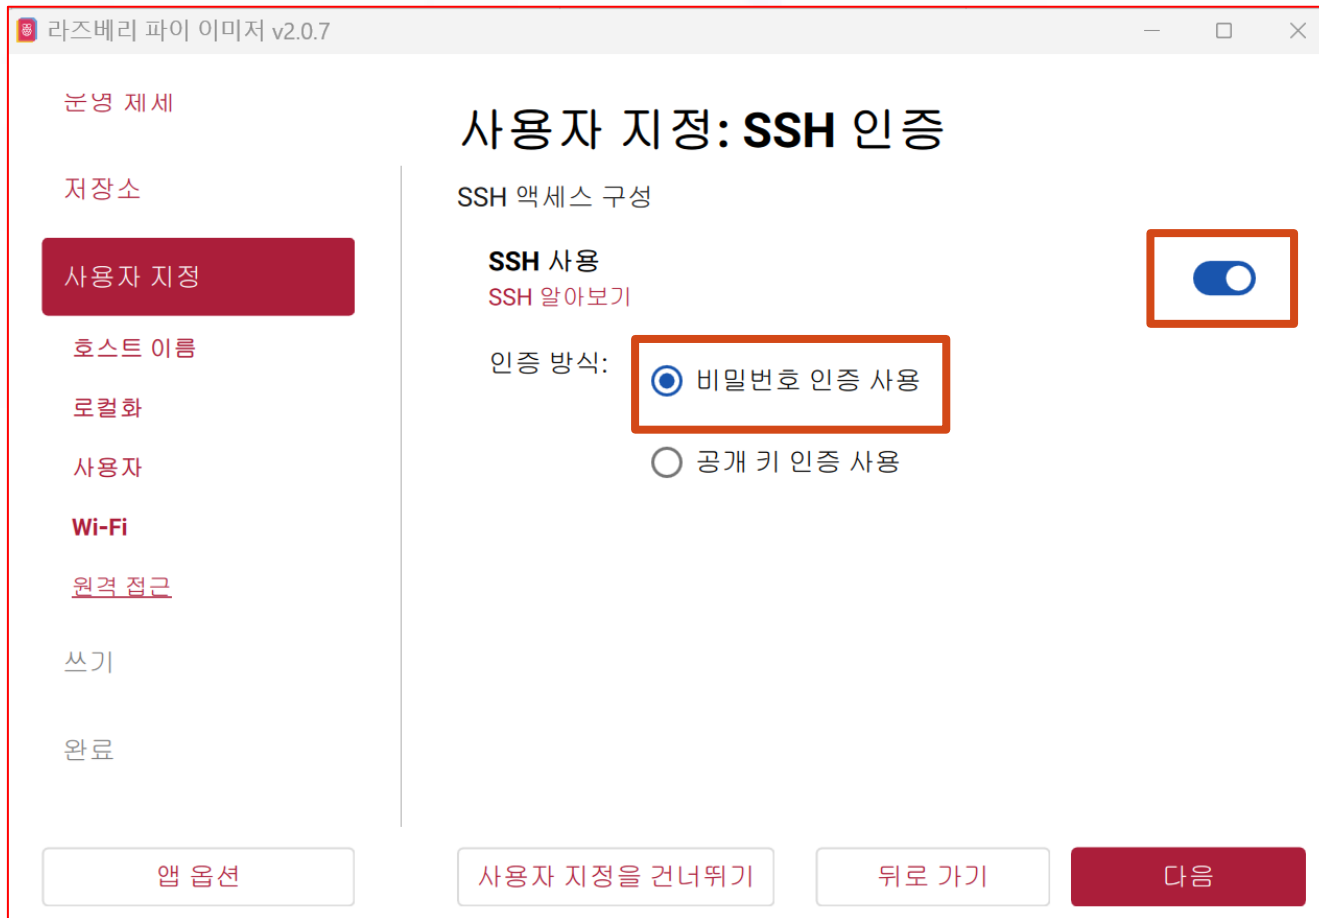 라즈베리 파이 이미저 v2.0.7
운영 체제
저장소
사용자 지정
호스트 이름
로컬화
사용자
Wi-Fi
원격 접근
쓰기
완료
앱 옵션
사용자 지정: SSH 인증
SSH 액세스 구성
SSH 사용
SSH 알아보기
인증 방식:
비밀번호 인증 사용
공개 키 인증 사용
사용자 지정을 건너뛰기
뒤로 가기
다음